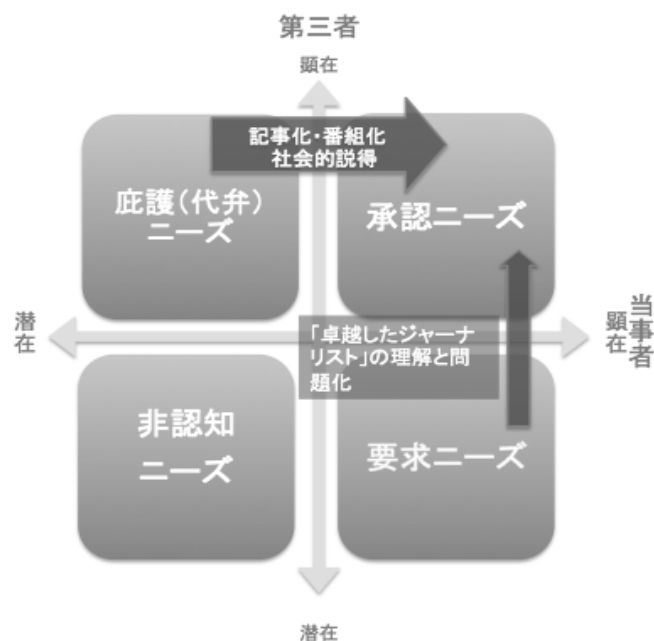 第三者
顕在
記事化・番組化
社会的説得
庇護(代弁)
ニーズ
承認ニーズ
潜在
「卓越したジャーナ
リスト」の理解と問
題化
顕在
当事者
非認知
ニーズ
要求ニーズ
潜在